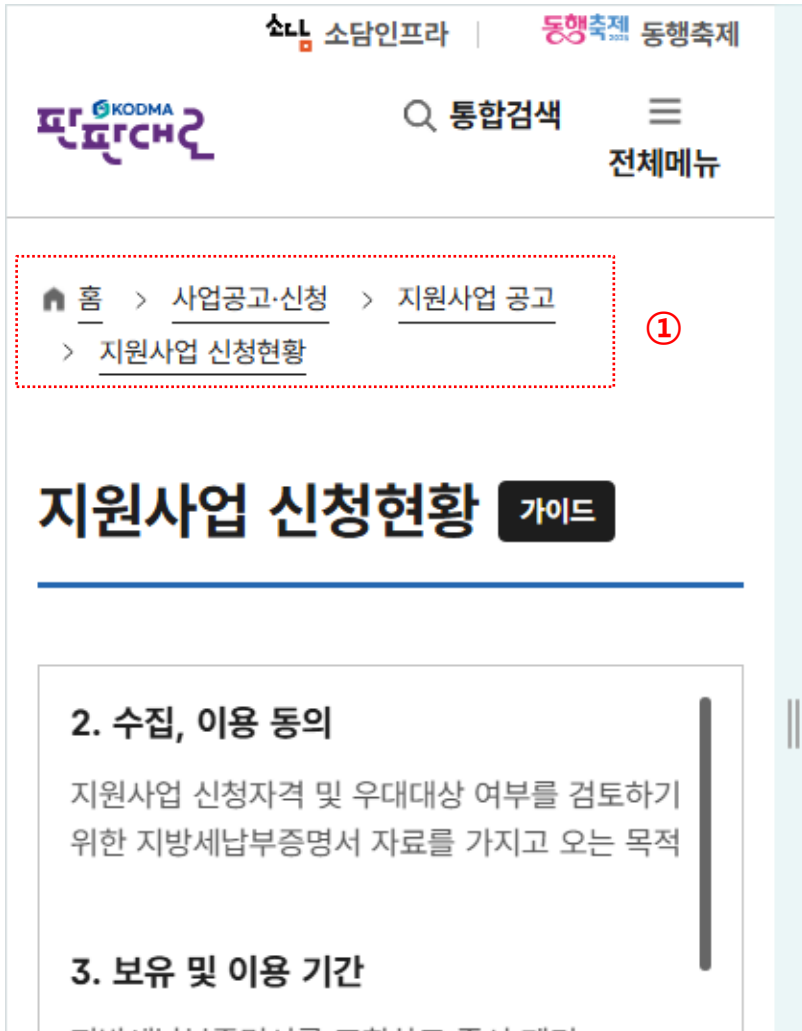 소담 소담인프라 | 동행축제 2025 동행축제
KODMA
판판대로
통합검색
전체메뉴
홈 > 사업공고·신청 > 지원사업 공고
> 지원사업 신청현황
①
지원사업 신청현황 가이드
2. 수집, 이용 동의
지원사업 신청자격 및 우대대상 여부를 검토하기
위한 지방세납부증명서 자료를 가지고 오는 목적
3. 보유 및 이용 기간